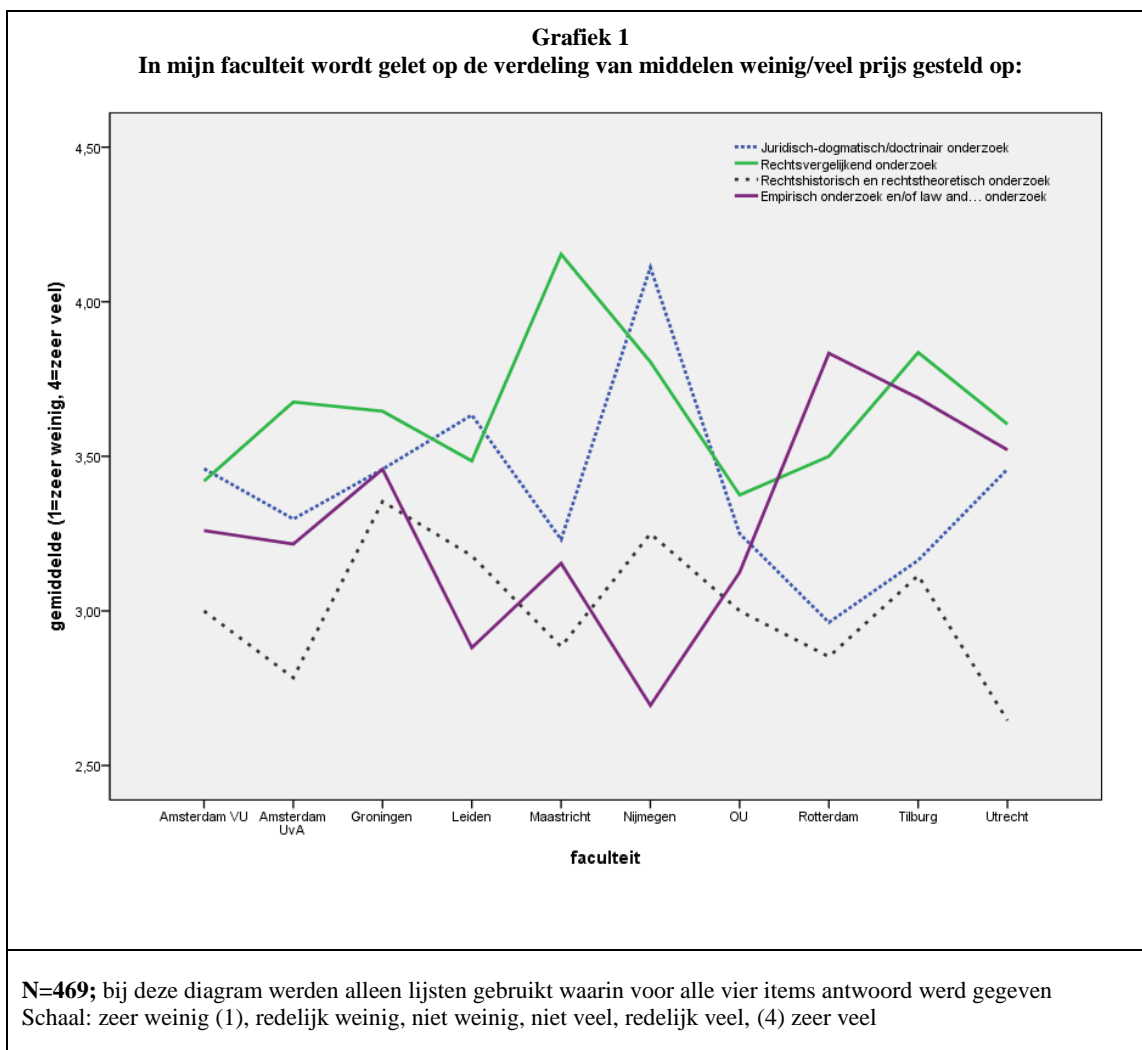 Grafiek 1
In mijn faculteit wordt gelet op de verdeling van middelen weinig/veel prijs gesteld op:
Juridisch-dogmatisch/doctrinair onderzoek
Rechtsvergelijkend onderzoek
Rechtshistorisch en rechtstheoretisch onderzoek
Empirisch onderzoek en/of law and... onderzoek
gemiddelde (1=zeer weinig, 4=zeer veel)
4,50
4,00
3,50
3,00
2,50
Amsterdam VU
Amsterdam
UvA
Groningen
Leiden
Maastricht
Nijmegen
OU
Rotterdam
Tilburg
Utrecht
faculteit
N=469; bij deze diagram werden alleen lijsten gebruikt waarin voor alle vier items antwoord werd gegeven
Schaal: zeer weinig (1), redelijk weinig, niet weinig, niet veel, redelijk veel, (4) zeer veel